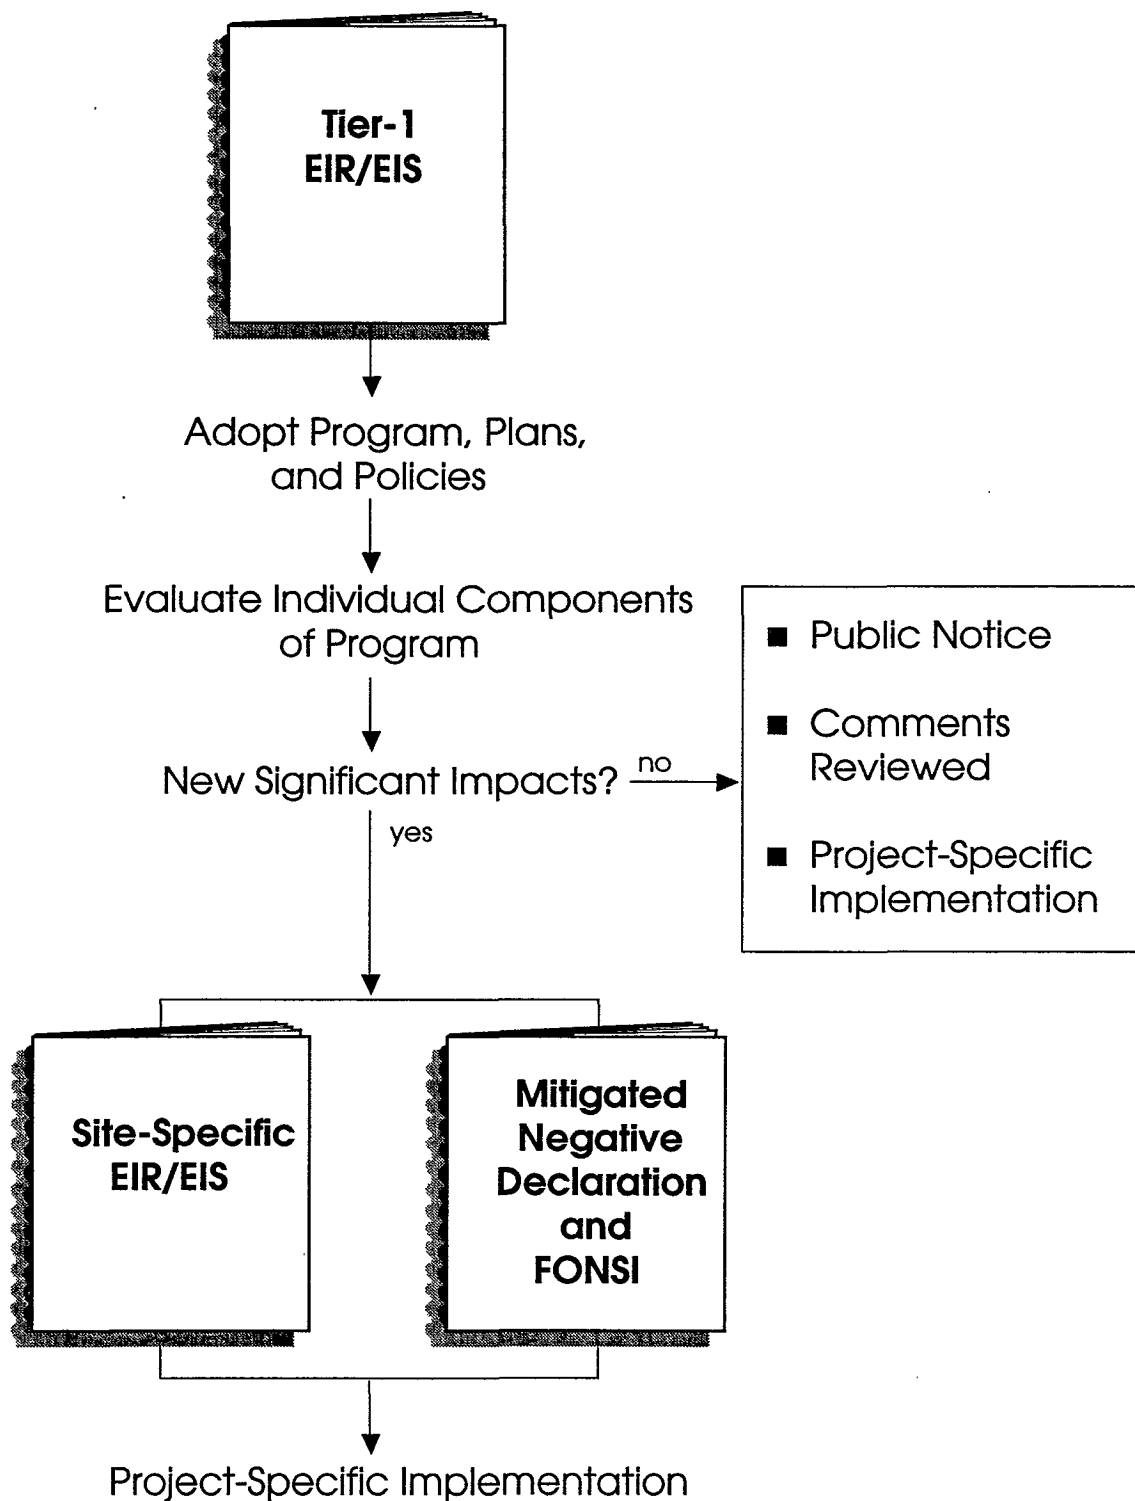 Tier-1
EIR/EIS
Adopt Program, Plans,
and Policies
Evaluate Individual Components
of Program
New Significant Impacts?
no
yes
■ Public Notice
■ Comments
Reviewed
■ Project-Specific
Implementation
Site-Specific
EIR/EIS
Mitigated
Negative
Declaration
and
FONSI
Project-Specific Implementation